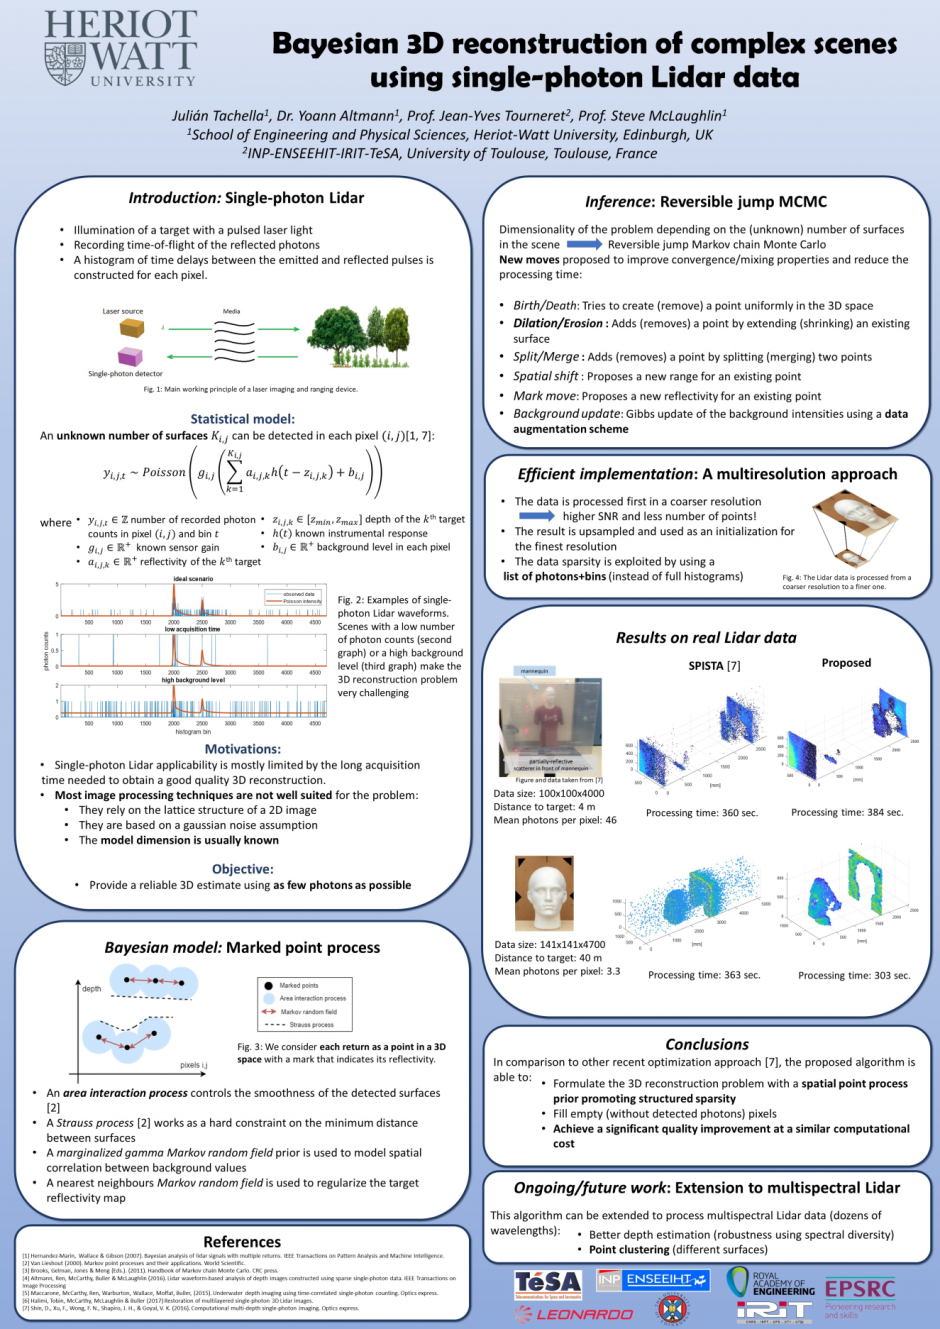 HERIOT
WATT
UNIVERSITY
Bayesian 3D reconstruction of complex scenes
using single-photon Lidar data
Julián Tachella¹, Dr. Yoann Altmann¹, Prof. Jean-Yves Tourneret², Prof. Steve McLaughlin¹
¹School of Engineering and Physical Sciences, Heriot-Watt University, Edinburgh, UK
²INP-ENSEEHIT-IRIT-TeSA, University of Toulouse, Toulouse, France
Introduction: Single-photon Lidar
• Illumination of a target with a pulsed laser light
• Recording time-of-flight of the reflected photons
• A histogram of time delays between the emitted and reflected pulses is
constructed for each pixel.
Laser source
Media
λ
Single-photon detector
Fig. 1: Main working principle of a laser imaging and ranging device.
Statistical model:
An unknown number of surfaces K_{i,j} can be detected in each pixel (i, j)[1, 7]:
y_{i,j,t} ~ Poisson ( g_{i,j} ( ∑_{k=1}^{K_{i,j}} a_{i,j,k} h(t − z_{i,j,k}) + b_{i,j} ) )
where • y_{i,j,t} ∈ ℤ number of recorded photon
counts in pixel (i, j) and bin t
• g_{i,j} ∈ ℝ⁺ known sensor gain
• a_{i,j,k} ∈ ℝ⁺ reflectivity of the kth target
• z_{i,j,k} ∈ [z_{min}, z_{max}] depth of the kth target
• h(t) known instrumental response
• b_{i,j} ∈ ℝ⁺ background level in each pixel
ideal scenario
observed data
Poisson intensity
5
0
500 1000 1500 2000 2500 3000 3500 4000 4500
low acquisition time
photon counts
1
0.5
0
500 1000 1500 2000 2500 3000 3500 4000 4500
high background level
2
1
0
500 1000 1500 2000 2500 3000 3500 4000 4500
histogram bin
Fig. 2: Examples of single-
photon Lidar waveforms.
Scenes with a low number
of photon counts (second
graph) or a high background
level (third graph) make the
3D reconstruction problem
very challenging
Motivations:
• Single-photon Lidar applicability is mostly limited by the long acquisition
time needed to obtain a good quality 3D reconstruction.
• Most image processing techniques are not well suited for the problem:
• They rely on the lattice structure of a 2D image
• They are based on a gaussian noise assumption
• The model dimension is usually known
Objective:
• Provide a reliable 3D estimate using as few photons as possible
Bayesian model: Marked point process
depth
pixels i,j
Marked points
Area interaction process
Markov random field
Strauss process
Fig. 3: We consider each return as a point in a 3D
space with a mark that indicates its reflectivity.
• An area interaction process controls the smoothness of the detected surfaces
[2]
• A Strauss process [2] works as a hard constraint on the minimum distance
between surfaces
• A marginalized gamma Markov random field prior is used to model spatial
correlation between background values
• A nearest neighbours Markov random field is used to regularize the target
reflectivity map
References
[1] Hernandez-Marin, Wallace & Gibson (2007). Bayesian analysis of lidar signals with multiple returns. IEEE Transactions on Pattern Analysis and Machine Intelligence.
[2] Van Lieshout (2000). Markov point processes and their applications. World Scientific.
[3] Brooks, Gelman, Jones & Meng (Eds.). (2011). Handbook of Markov chain Monte Carlo. CRC press.
[4] Altmann, Ren, McCarthy, Buller & McLaughlin (2016). Lidar waveform-based analysis of depth images constructed using sparse single-photon data. IEEE Transactions on
Image Processing
[5] Maccarone, McCarthy, Ren, Warburton, Wallace, Moffat, Buller, (2015). Underwater depth imaging using time-correlated single-photon counting. Optics express.
[6] Halimi, Tobin, McCarthy, McLaughlin & Buller (2017) Restoration of multilayered single-photon 3D Lidar images.
[7] Shin, D., Xu, F., Wong, F. N., Shapiro, J. H., & Goyal, V. K. (2016). Computational multi-depth single-photon imaging. Optics express.
Inference: Reversible jump MCMC
Dimensionality of the problem depending on the (unknown) number of surfaces
in the scene Reversible jump Markov chain Monte Carlo
New moves proposed to improve convergence/mixing properties and reduce the
processing time:
• Birth/Death: Tries to create (remove) a point uniformly in the 3D space
• Dilation/Erosion : Adds (removes) a point by extending (shrinking) an existing
surface
• Split/Merge : Adds (removes) a point by splitting (merging) two points
• Spatial shift : Proposes a new range for an existing point
• Mark move: Proposes a new reflectivity for an existing point
• Background update: Gibbs update of the background intensities using a data
augmentation scheme
Efficient implementation: A multiresolution approach
• The data is processed first in a coarser resolution
higher SNR and less number of points!
• The result is upsampled and used as an initialization for
the finest resolution
• The data sparsity is exploited by using a
list of photons+bins (instead of full histograms)
Fig. 4: The Lidar data is processed from a
coarser resolution to a finer one.
Results on real Lidar data
SPISTA [7]
Proposed
mannequin
partially-reflective
scatterer in front of mannequin
Figure and data taken from [7]
Data size: 100x100x4000
Distance to target: 4 m
Mean photons per pixel: 46
Processing time: 360 sec.
Processing time: 384 sec.
Data size: 141x141x4700
Distance to target: 40 m
Mean photons per pixel: 3.3
Processing time: 363 sec.
Processing time: 303 sec.
Conclusions
In comparison to other recent optimization approach [7], the proposed algorithm is
able to:
• Formulate the 3D reconstruction problem with a spatial point process
prior promoting structured sparsity
• Fill empty (without detected photons) pixels
• Achieve a significant quality improvement at a similar computational
cost
Ongoing/future work: Extension to multispectral Lidar
This algorithm can be extended to process multispectral Lidar data (dozens of
wavelengths):
• Better depth estimation (robustness using spectral diversity)
• Point clustering (different surfaces)
TéSA
INP ENSEEIHT
ROYAL
ACADEMY OF
ENGINEERING
EPSRC
Pioneering research
and skills
LEONARDO
IRIT